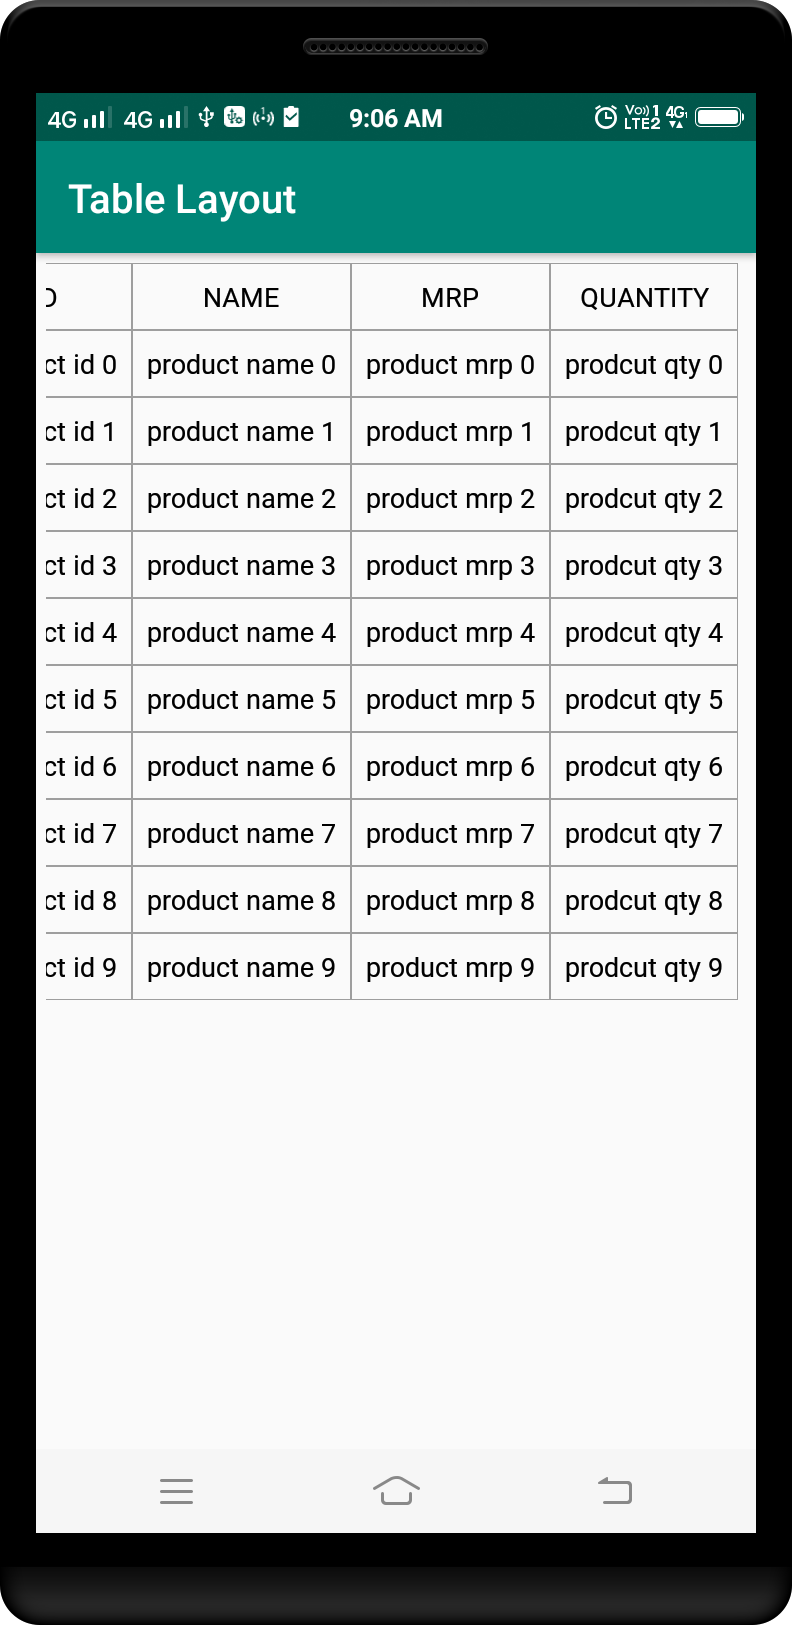 4G 4G 9:06 AM Vo)) 1 LTE2 4G
Table Layout
D NAME MRP QUANTITY
ct id 0 product name 0 product mrp 0 prodcut qty 0
ct id 1 product name 1 product mrp 1 prodcut qty 1
ct id 2 product name 2 product mrp 2 prodcut qty 2
ct id 3 product name 3 product mrp 3 prodcut qty 3
ct id 4 product name 4 product mrp 4 prodcut qty 4
ct id 5 product name 5 product mrp 5 prodcut qty 5
ct id 6 product name 6 product mrp 6 prodcut qty 6
ct id 7 product name 7 product mrp 7 prodcut qty 7
ct id 8 product name 8 product mrp 8 prodcut qty 8
ct id 9 product name 9 product mrp 9 prodcut qty 9